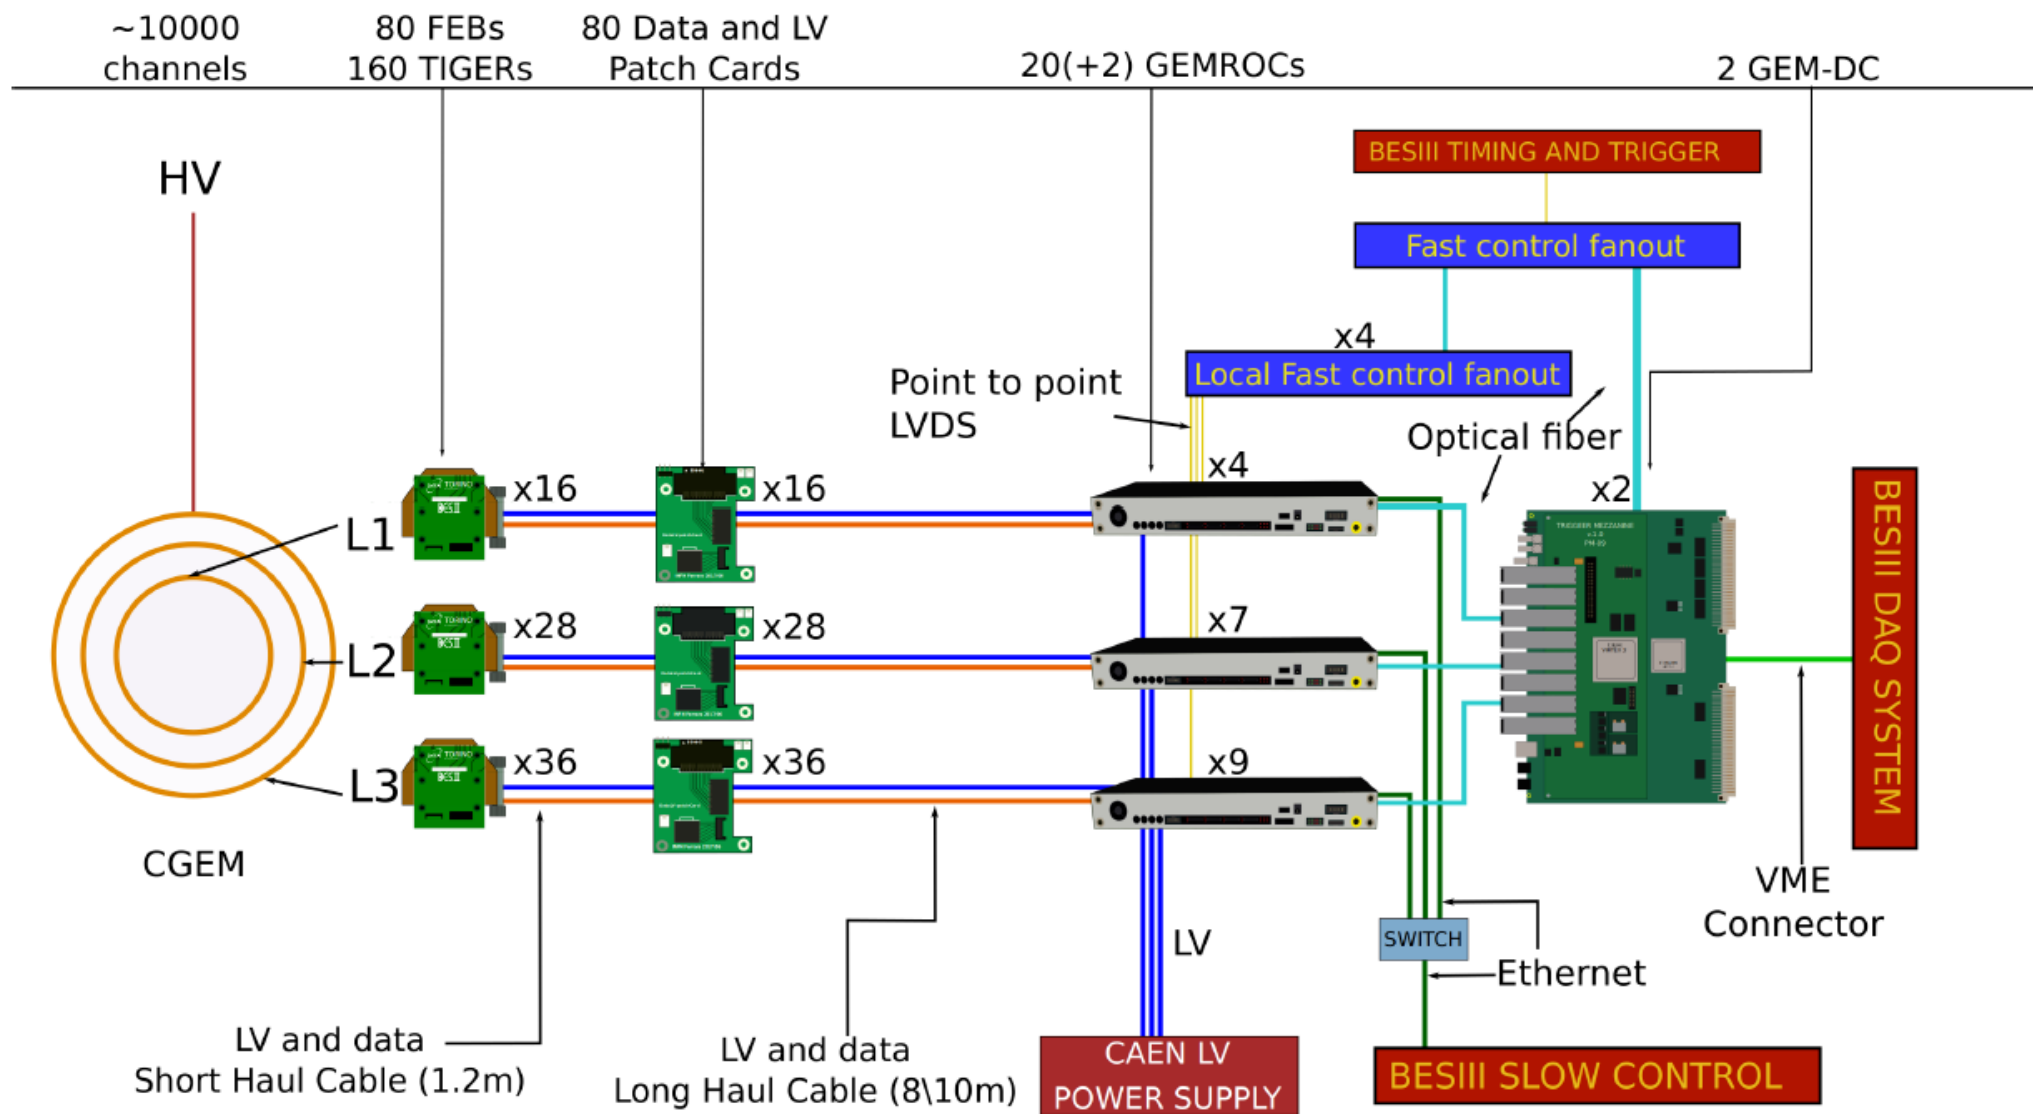 ~10000
channels
80 FEBs
160 TIGERs
80 Data and LV
Patch Cards
20(+2) GEMROCs
2 GEM-DC
HV
BESIII TIMING AND TRIGGER
Fast control fanout
x4
Local Fast control fanout
Point to point
LVDS
Optical fiber
x16
x16
x4
x2
L1
TRIGGER MEZZANINE
BESIII DAQ SYSTEM
x28
x28
x7
L2
x36
x36
x9
L3
CGEM
VME
Connector
LV
SWITCH
Ethernet
LV and data
Short Haul Cable (1.2m)
LV and data
Long Haul Cable (8\10m)
CAEN LV
POWER SUPPLY
BESIII SLOW CONTROL